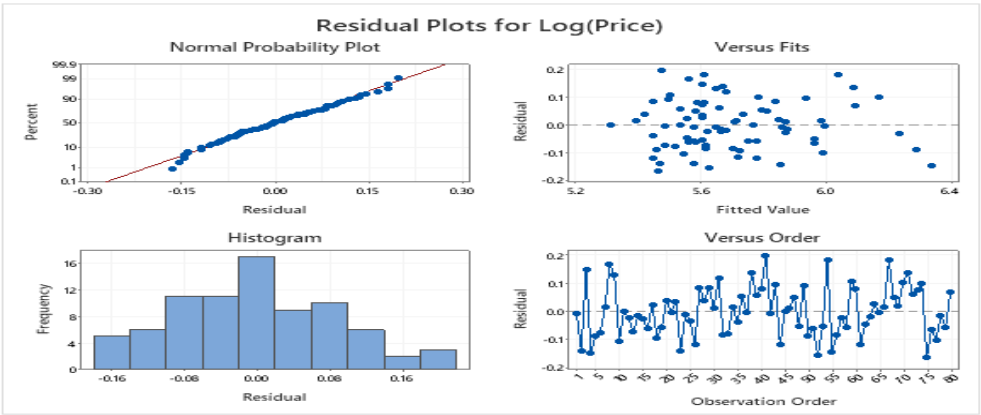 Residual Plots for Log(Price)
Normal Probability Plot
99.9
99
90
50
10
1
0.1
Percent
-0.30 -0.15 0.00 0.15 0.30
Residual
Versus Fits
0.2
0.1
0.0
-0.1
-0.2
Residual
5.2 5.6 6.0 6.4
Fitted Value
Histogram
16
12
8
4
0
Frequency
-0.16 -0.08 0.00 0.08 0.16
Residual
Versus Order
0.2
0.1
0.0
-0.1
-0.2
Residual
1 5 10 15 20 25 30 35 40 45 50 55 60 65 70 75 80
Observation Order